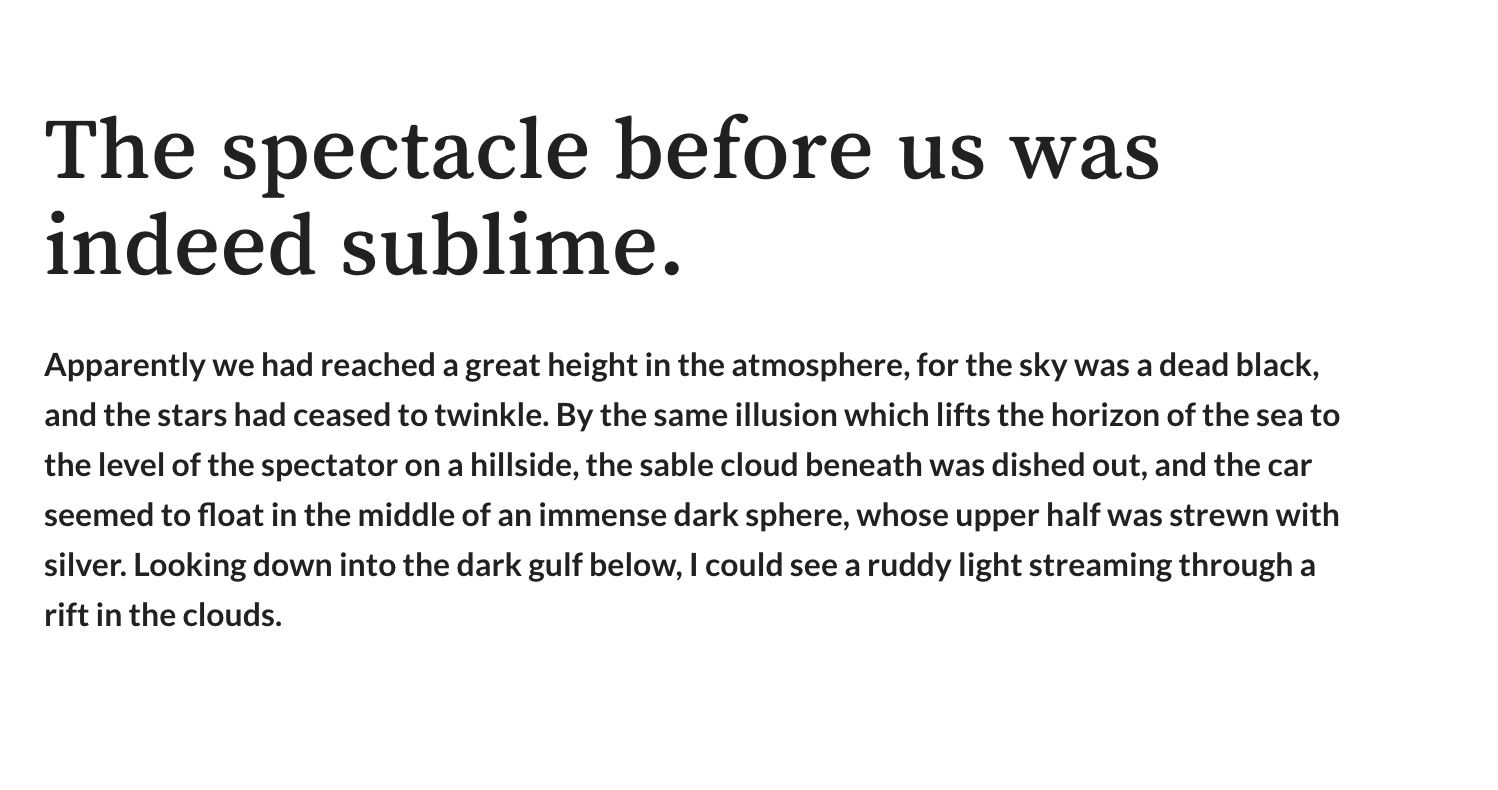 The spectacle before us was
indeed sublime.
Apparently we had reached a great height in the atmosphere, for the sky was a dead black,
and the stars had ceased to twinkle. By the same illusion which lifts the horizon of the sea to
the level of the spectator on a hillside, the sable cloud beneath was dished out, and the car
seemed to float in the middle of an immense dark sphere, whose upper half was strewn with
silver. Looking down into the dark gulf below, I could see a ruddy light streaming through a
rift in the clouds.